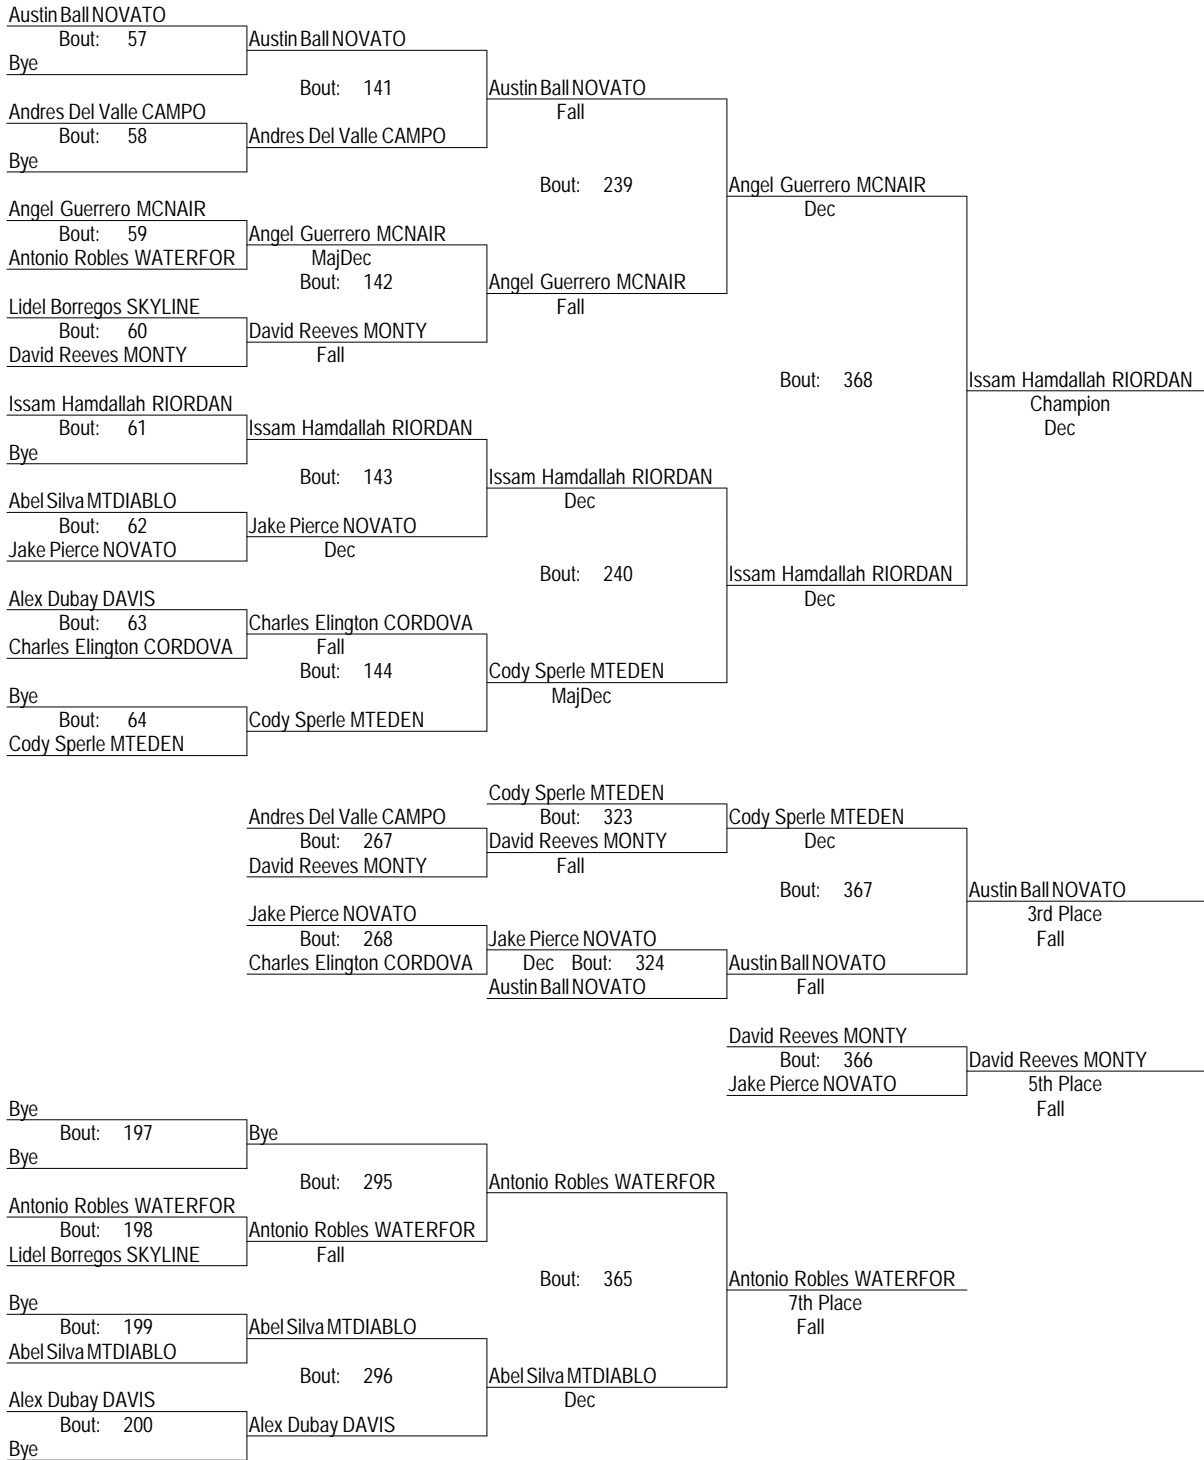 Austin Ball NOVATO
Bout: 57
Austin Ball NOVATO
Bye
Bout: 141
Austin Ball NOVATO
Andres Del Valle CAMPO
Fall
Bout: 58
Andres Del Valle CAMPO
Bye
Bout: 239
Angel Guerrero MCNAIR
Angel Guerrero MCNAIR
Dec
Bout: 59
Angel Guerrero MCNAIR
Antonio Robles WATERFOR
MajDec
Bout: 142
Angel Guerrero MCNAIR
Lidel Borregos SKYLINE
Fall
Bout: 60
David Reeves MONTY
David Reeves MONTY
Fall
Bout: 368
Issam Hamdallah RIORDAN
Issam Hamdallah RIORDAN
Champion
Bout: 61
Issam Hamdallah RIORDAN
Dec
Bye
Bout: 143
Issam Hamdallah RIORDAN
Abel Silva MTDIABLO
Dec
Bout: 62
Jake Pierce NOVATO
Jake Pierce NOVATO
Dec
Bout: 240
Issam Hamdallah RIORDAN
Alex Dubay DAVIS
Dec
Bout: 63
Charles Elington CORDOVA
Charles Elington CORDOVA
Fall
Bout: 144
Cody Sperle MTEDEN
Bye
MajDec
Bout: 64
Cody Sperle MTEDEN
Cody Sperle MTEDEN
Cody Sperle MTEDEN
Andres Del Valle CAMPO
Bout: 323
Cody Sperle MTEDEN
Bout: 267
David Reeves MONTY
Dec
David Reeves MONTY
Fall
Bout: 367
Austin Ball NOVATO
Jake Pierce NOVATO
3rd Place
Bout: 268
Jake Pierce NOVATO
Fall
Charles Elington CORDOVA
Dec Bout: 324
Austin Ball NOVATO
Austin Ball NOVATO
Fall
David Reeves MONTY
Bout: 366
David Reeves MONTY
Jake Pierce NOVATO
5th Place
Fall
Bye
Bout: 197
Bye
Bye
Bout: 295
Antonio Robles WATERFOR
Antonio Robles WATERFOR
Bout: 198
Antonio Robles WATERFOR
Lidel Borregos SKYLINE
Fall
Bout: 365
Antonio Robles WATERFOR
Bye
7th Place
Bout: 199
Abel Silva MTDIABLO
Fall
Abel Silva MTDIABLO
Bout: 296
Abel Silva MTDIABLO
Alex Dubay DAVIS
Dec
Bout: 200
Alex Dubay DAVIS
Bye